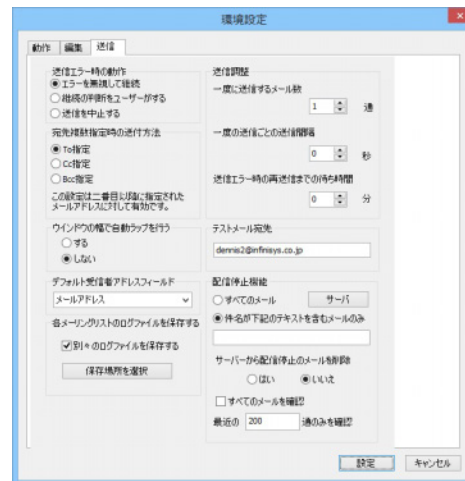 環境設定
動作 編集 送信
送信エラー時の動作
エラーを無視して継続
継続の判断をユーザーがする
送信を中止する
宛先複数指定時の送付方法
To指定
Cc指定
Bcc指定
この設定は二番目以降に指定された
メールアドレスに対して有効です。
ウインドウの幅で自動ラップを行う
する
しない
デフォルト受信者アドレスフィールド
メールアドレス
各メーリングリストのログファイルを保存する
別々のログファイルを保存する
保存場所を選択
送信調整
一度に送信するメール数
1 通
一度の送信ごとの送信間隔
0 秒
送信エラー時の再送信までの待ち時間
0 分
テストメール宛先
dennis2@infinisys.co.jp
配信停止機能
すべてのメール サーバ
件名が下記のテキストを含むメールのみ
サーバーから配信停止のメールを削除
はい いいえ
すべてのメールを確認
最近の 200 通のみを確認
設定 キャンセル